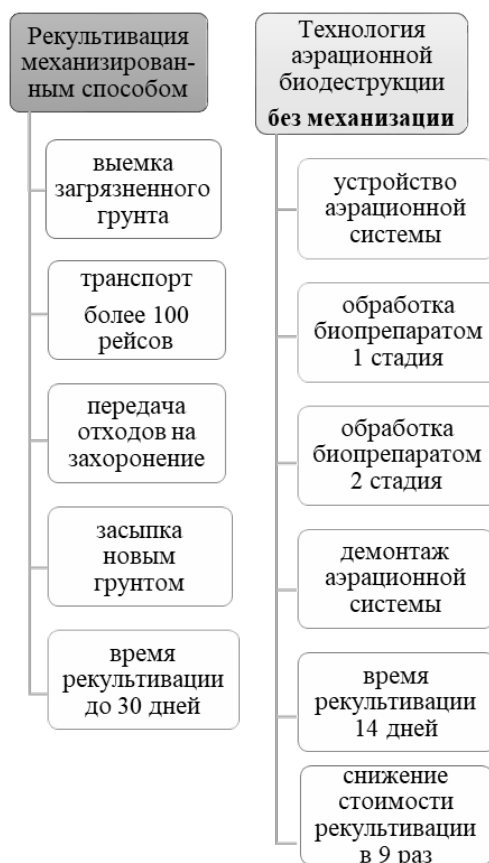 Рекультивация
механизирован-
ным способом
выемка
загрязненного
грунта
транспорт
более 100
рейсов
передача
отходов на
захоронение
засыпка
новым
грунтом
время
рекультивации
до 30 дней
Технология
аэрационной
биодеструкции
без механизации
устройство
аэрационной
системы
обработка
биопрепаратом
1 стадия
обработка
биопрепаратом
2 стадия
демонтаж
аэрационной
системы
время
рекультивации
14 дней
снижение
стоимости
рекультивации
в 9 раз